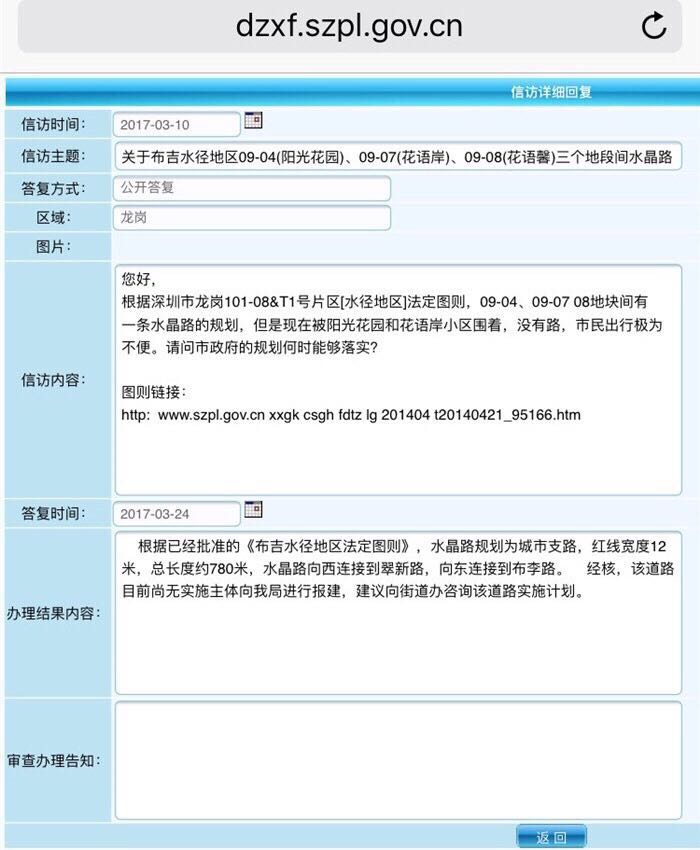 dzxf.szpl.gov.cn
信访详细回复
信访时间: 2017-03-10
信访主题: 关于布吉水径地区09-04(阳光花园)、09-07(花语岸)、09-08(花语馨)三个地段间水晶路
答复方式: 公开答复
区域: 龙岗
图片:
信访内容:
您好，
根据深圳市龙岗101-08&T1号片区[水径地区]法定图则，09-04、09-07 08地块间有
一条水晶路的规划，但是现在被阳光花园和花语岸小区围着，没有路，市民出行极为
不便。请问市政府的规划何时能够落实?
图则链接:
http: www.szpl.gov.cn xxgk csgh fdtz lg 201404 t20140421_95166.htm
答复时间: 2017-03-24
办理结果内容:
根据已经批准的《布吉水径地区法定图则》，水晶路规划为城市支路，红线宽度12
米，总长度约780米，水晶路向西连接到翠新路，向东连接到布李路。 经核，该道路
目前尚无实施主体向我局进行报建，建议向街道办咨询该道路实施计划。
审查办理告知:
返 回